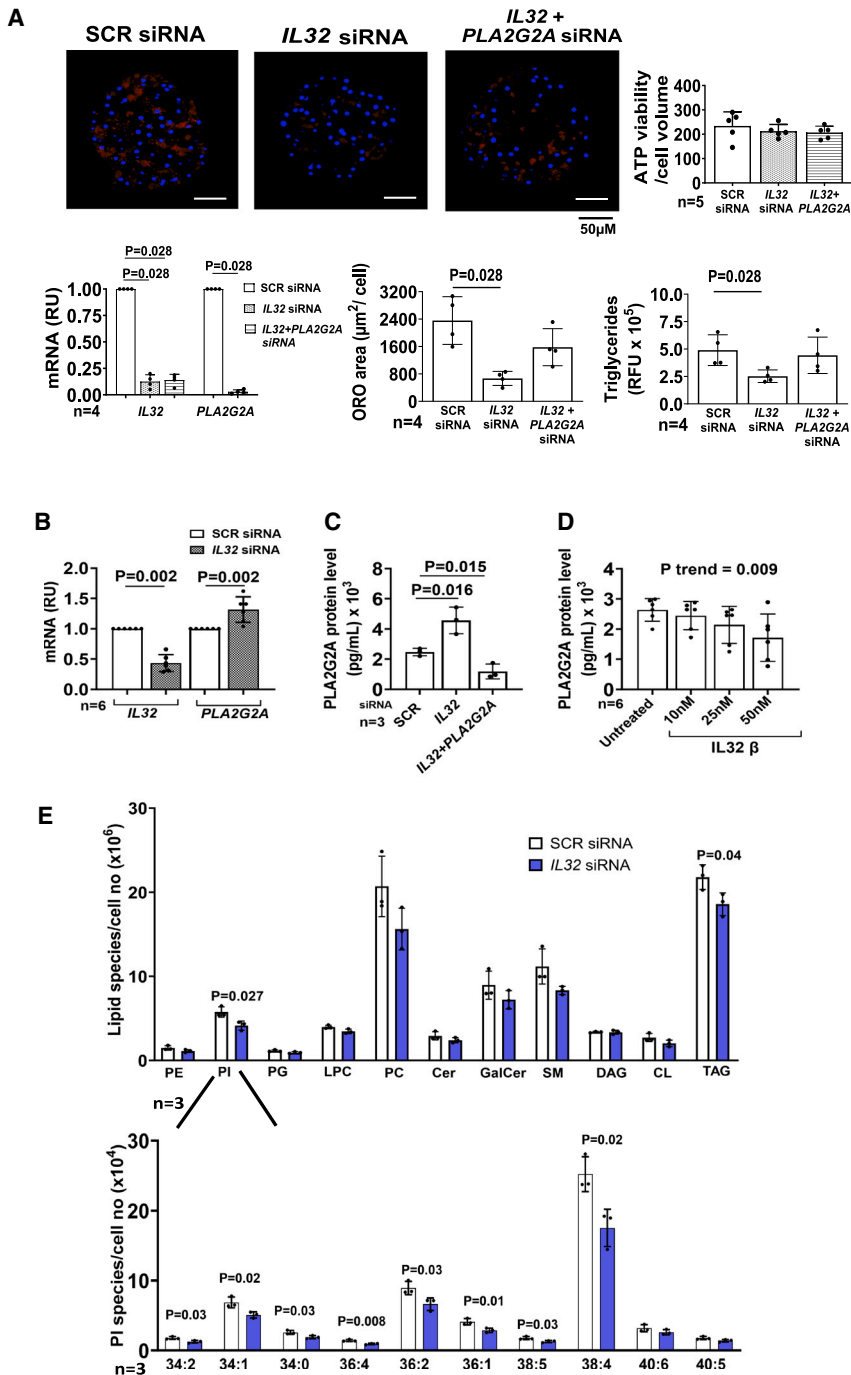 A
SCR siRNA
IL32 siRNA
IL32 +
PLA2G2A siRNA
50μM
ATP viability
/cell volume
400
300
200
100
0
n=5
SCR
siRNA
IL32
siRNA
IL32+
PLA2G2A
mRNA (RU)
1.00
0.75
0.50
0.25
0.00
P=0.028
P=0.028
P=0.028
SCR siRNA
IL32 siRNA
IL32+PLA2G2A
siRNA
n=4
IL32
PLA2G2A
ORO area (μm²/ cell)
3200
2400
1600
800
0
P=0.028
n=4
SCR
siRNA
IL32
siRNA
IL32 +
PLA2G2A
siRNA
Triglycerides
(RFU x 10⁵)
10.0
7.5
5.0
2.5
0.0
P=0.028
n=4
SCR
siRNA
IL32
siRNA
IL32 +
PLA2G2A
siRNA
B
SCR siRNA
IL32 siRNA
mRNA (RU)
2.0
1.5
1.0
0.5
0.0
P=0.002
P=0.002
n=6
IL32
PLA2G2A
C
PLA2G2A protein level
(pg/mL) x 10³
8
6
4
2
0
P=0.015
P=0.016
siRNA
n=3
SCR
IL32
IL32+PLA2G2A
D
PLA2G2A protein level
(pg/mL) x 10³
4
3
2
1
0
P trend = 0.009
n=6
Untreated
10nM
25nM
50nM
IL32 β
E
Lipid species/cell no (x10⁶)
30
20
10
0
SCR siRNA
IL32 siRNA
P=0.027
P=0.04
PE
PI
PG
LPC
PC
Cer
GalCer
SM
DAG
CL
TAG
n=3
PI species/cell no (x10⁴)
30
20
10
0
P=0.03
P=0.02
P=0.03
P=0.008
P=0.03
P=0.01
P=0.03
P=0.02
n=3
34:2
34:1
34:0
36:4
36:2
36:1
38:5
38:4
40:6
40:5